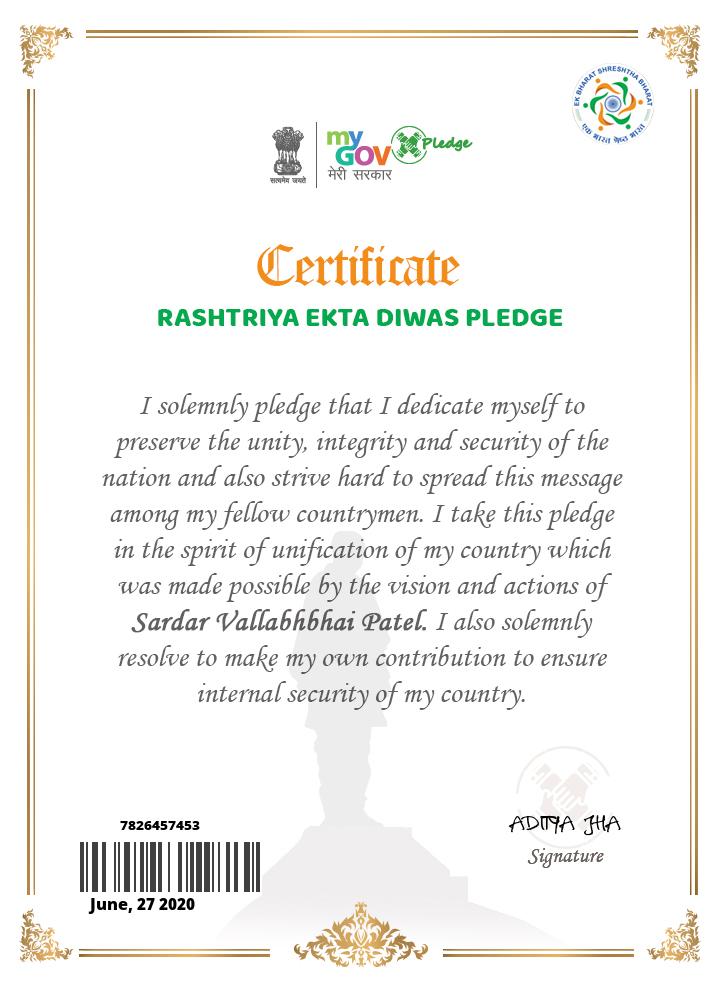 EK BHARAT SHRESHTHA BHARAT
एक भारत श्रेष्ठ भारत
सत्यमेव जयते
my
GOV
मेरी सरकार
Pledge
Certificate
RASHTRIYA EKTA DIWAS PLEDGE
I solemnly pledge that I dedicate myself to
preserve the unity, integrity and security of the
nation and also strive hard to spread this message
among my fellow countrymen. I take this pledge
in the spirit of unification of my country which
was made possible by the vision and actions of
Sardar Vallabhbhai Patel. I also solemnly
resolve to make my own contribution to ensure
internal security of my country.
7826457453
June, 27 2020
ADITYA JHA
Signature